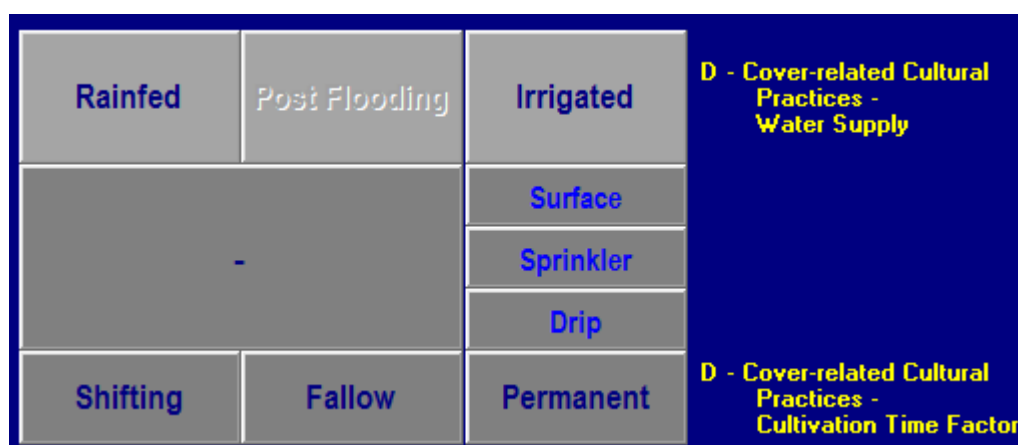 Rainfed
Post Flooding
Irrigated
D - Cover-related Cultural
Practices -
Water Supply
Surface
-
Sprinkler
Drip
Shifting
Fallow
Permanent
D - Cover-related Cultural
Practices -
Cultivation Time Factor